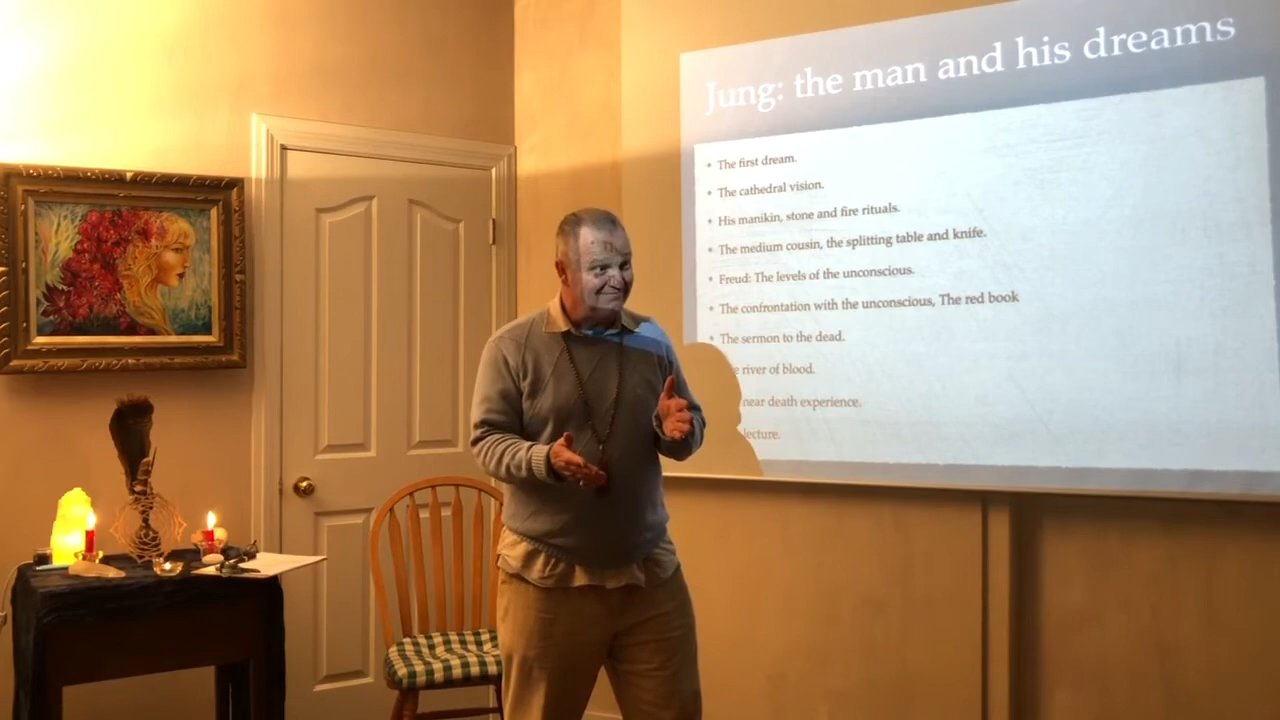 Jung: the man and his dreams
• The first dream.
• The cathedral vision.
• His manikin, stone and fire rituals.
• The medium cousin, the splitting table and knife.
• Freud: The levels of the unconscious.
• The confrontation with the unconscious, The red book
• The sermon to the dead.
river of blood.
near death experience.
lecture.